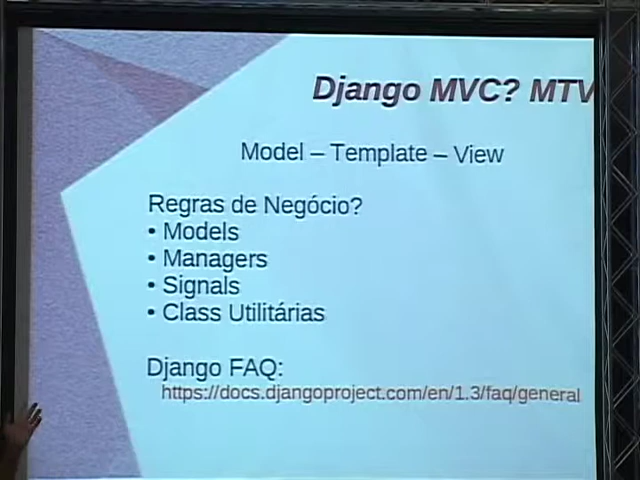 Django MVC? MTV
Model – Template – View
Regras de Negócio?
• Models
• Managers
• Signals
• Class Utilitárias
Django FAQ:
https://docs.djangoproject.com/en/1.3/faq/general